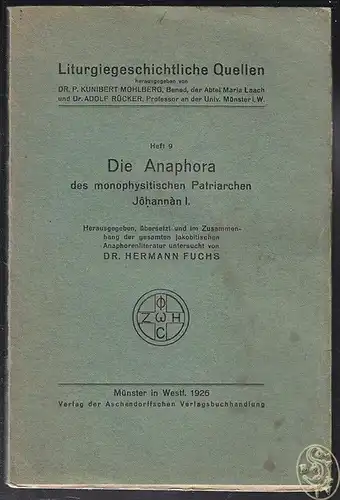 Liturgiegeschichtliche Quellen
herausgegeben von
DR. P. KUNIBERT MOHLBERG, Bened. der Abtei Maria Laach
und Dr. ADOLF RÜCKER, Professor an der Univ. Münster i. W.
Heft 9
Die Anaphora
des monophysitischen Patriarchen
Jōḥannàn I.
Herausgegeben, übersetzt und im Zusammen-
hang der gesamten jakobitischen
Anaphorenliteratur untersucht von
DR. HERMANN FUCHS
Φ
Z ω H
C
Münster in Westf. 1926
Verlag der Aschendorffschen Verlagsbuchhandlung